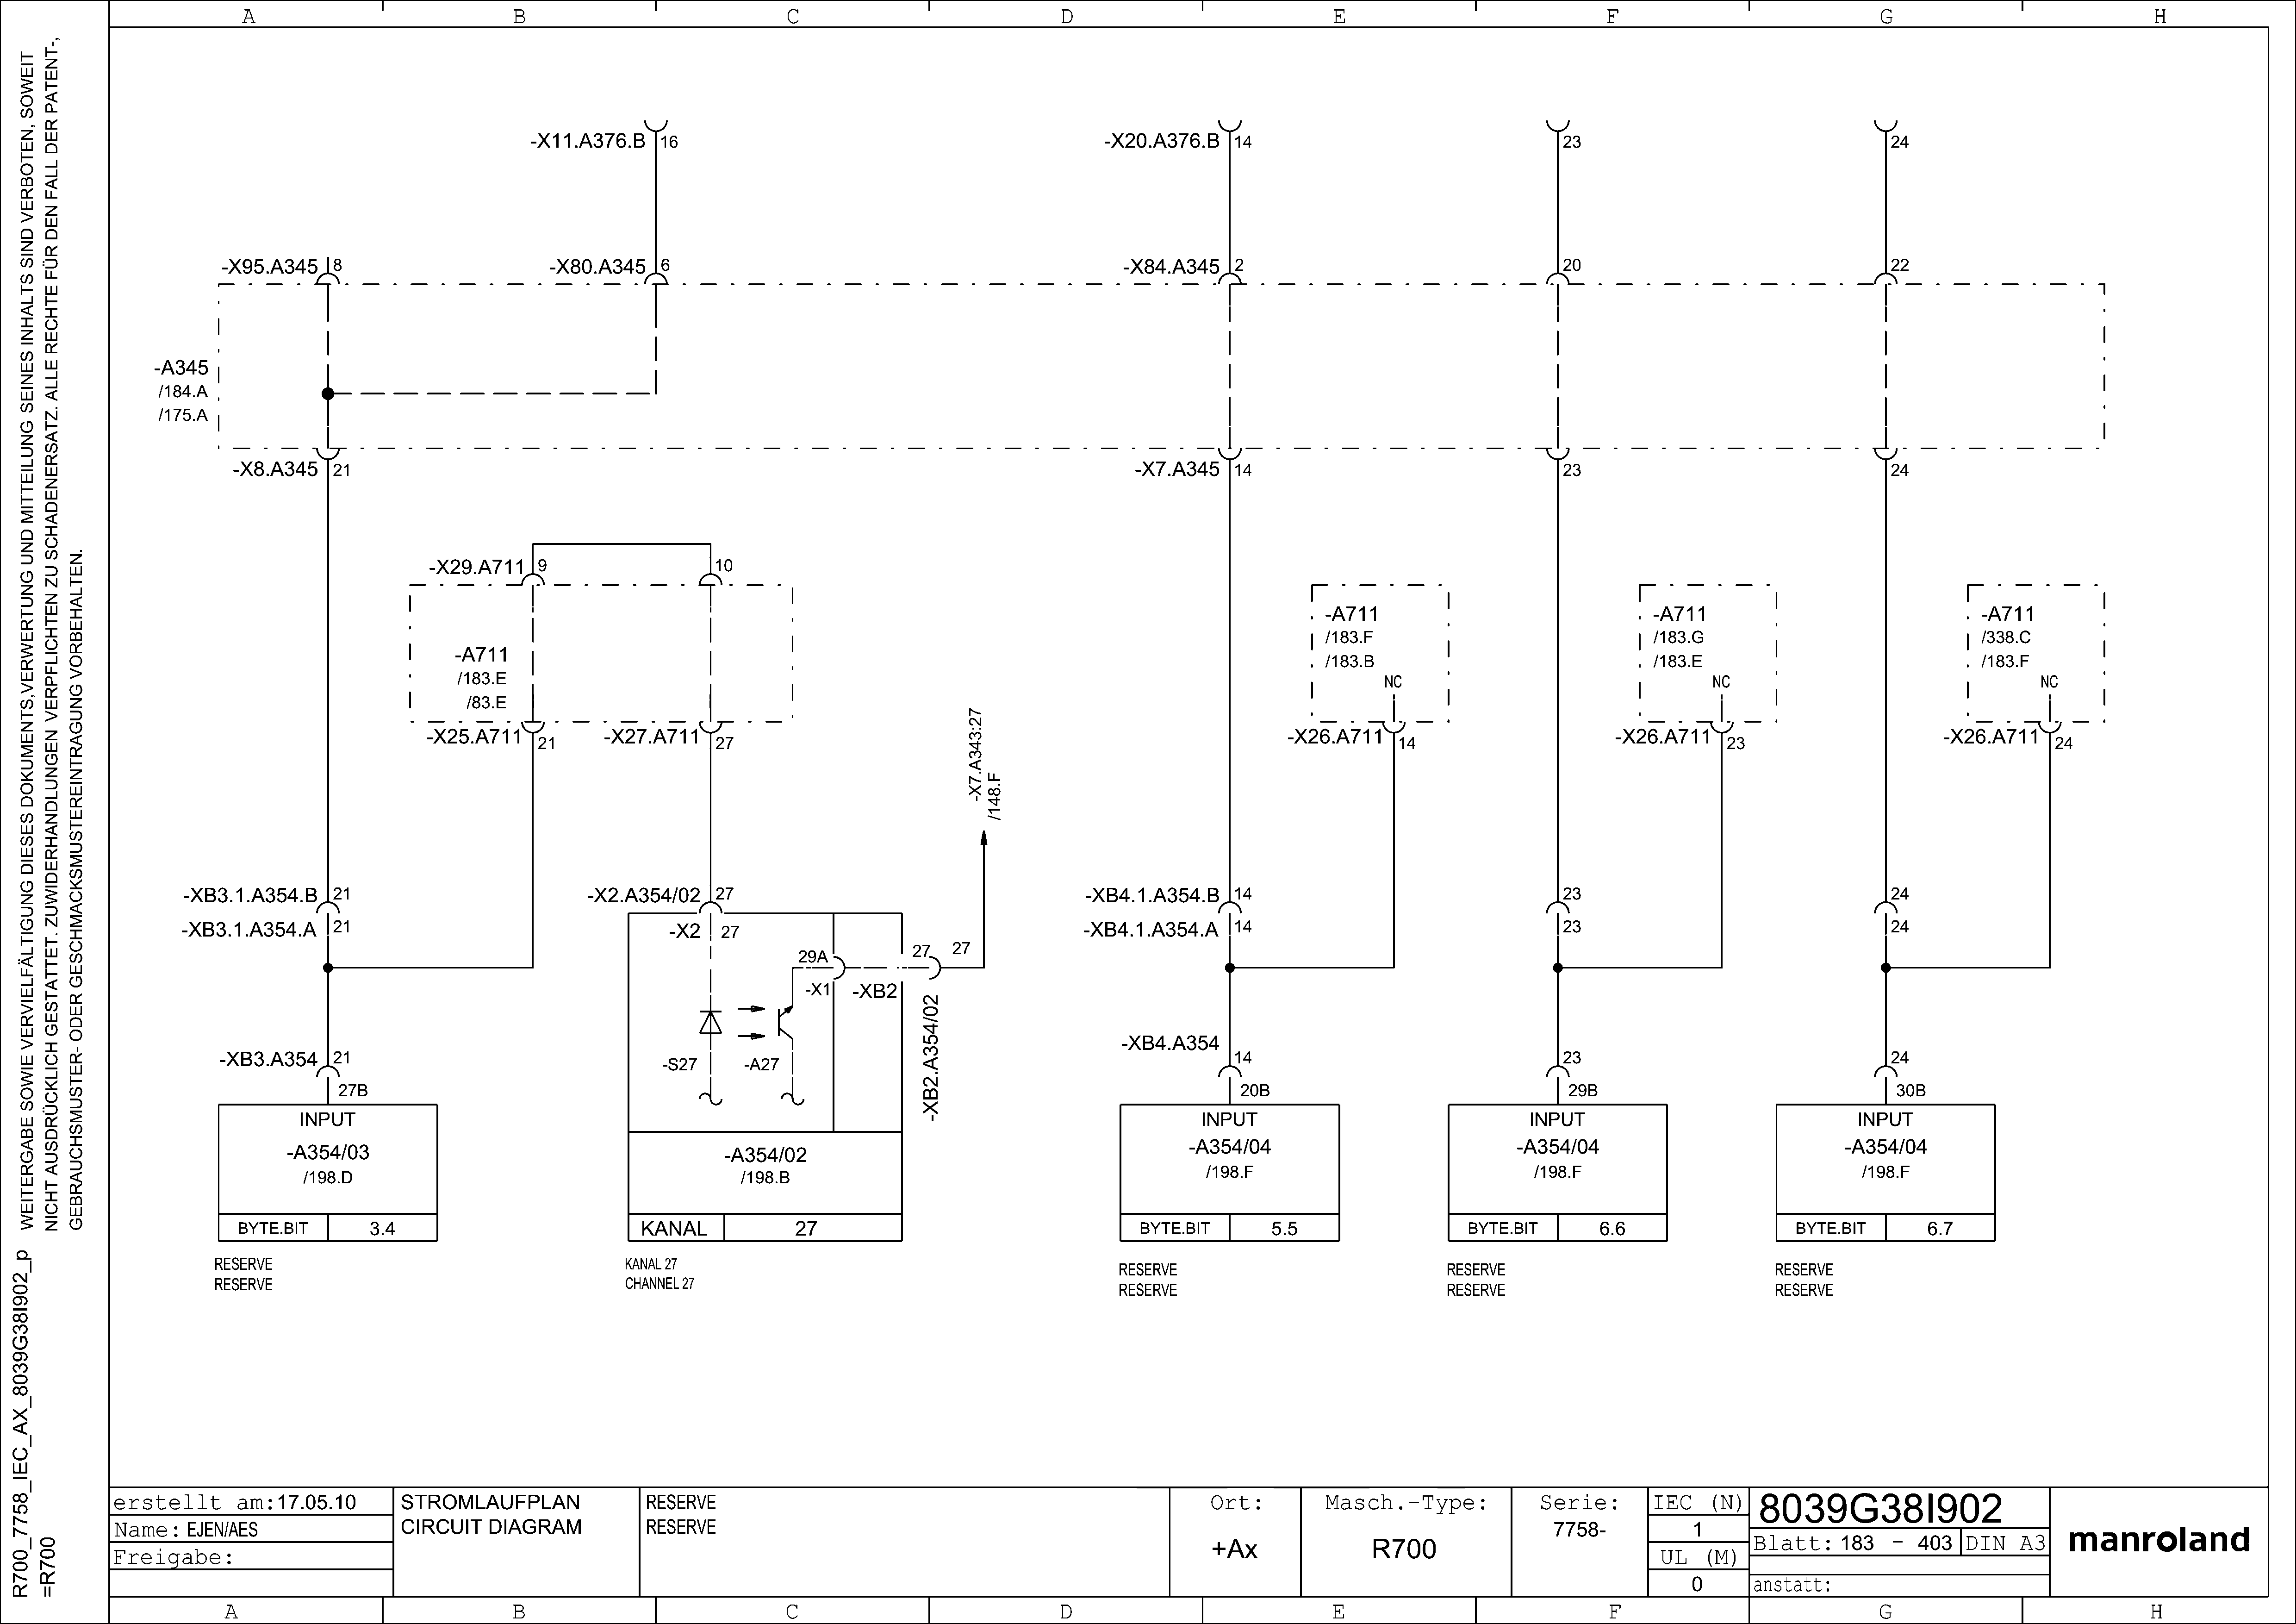 A B C D E F G H
WEITERGABE SOWIE VERVIELFÄLTIGUNG DIESES DOKUMENTS,VERWERTUNG UND MITTEILUNG SEINES INHALTS SIND VERBOTEN, SOWEIT
NICHT AUSDRÜCKLICH GESTATTET. ZUWIDERHANDLUNGEN VERPFLICHTEN ZU SCHADENERSATZ. ALLE RECHTE FÜR DEN FALL DER PATENT-,
GEBRAUCHSMUSTER- ODER GESCHMACKSMUSTEREINTRAGUNG VORBEHALTEN.
R700_7758_IEC_AX_8039G38I902_p
=R700
-X11.A376.B 16 -X20.A376.B 14 23 24
-X95.A345 8 -X80.A345 6 -X84.A345 2 20 22
-A345
/184.A
/175.A
-X8.A345 21 -X7.A345 14 23 24
-X29.A711 9 10
-A711
/183.E
/83.E
-X25.A711 21 -X27.A711 27
-A711
/183.F
/183.B
NC
-X26.A711 14
-A711
/183.G
/183.E
NC
-X26.A711 23
-A711
/338.C
/183.F
NC
-X26.A711 24
-X7.A343:27
/148.F
-XB3.1.A354.B 21 -X2.A354/02 27 -XB4.1.A354.B 14 23 24
-XB3.1.A354.A 21 -X2 27 -XB4.1.A354.A 14 23 24
29A 27 27
-X1 -XB2
-XB2.A354/02
-S27 -A27
-XB3.A354 21 -XB4.A354 14 23 24
27B 20B 29B 30B
INPUT
-A354/03
/198.D
BYTE.BIT 3.4
RESERVE
RESERVE
-A354/02
/198.B
KANAL 27
KANAL 27
CHANNEL 27
INPUT
-A354/04
/198.F
BYTE.BIT 5.5
RESERVE
RESERVE
INPUT
-A354/04
/198.F
BYTE.BIT 6.6
RESERVE
RESERVE
INPUT
-A354/04
/198.F
BYTE.BIT 6.7
RESERVE
RESERVE
erstellt am:17.05.10
Name: EJEN/AES
Freigabe:
STROMLAUFPLAN
CIRCUIT DIAGRAM
RESERVE
RESERVE
Ort:
+Ax
Masch.-Type:
R700
Serie:
7758-
IEC (N)
1
UL (M)
0
8039G38I902
Blatt: 183 - 403 DIN A3
anstatt:
manroland
A B C D E F G H